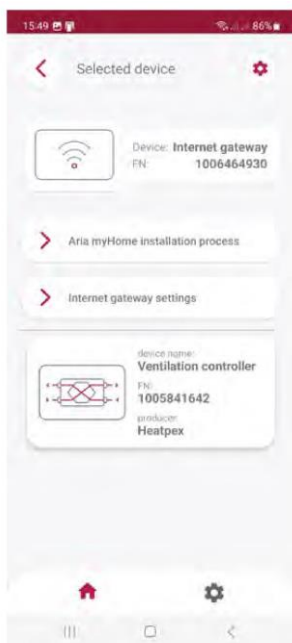 15:49 86%
Selected device
Device: Internet gateway
FN: 1006464930
Aria myHome installation process
Internet gateway settings
device name:
Ventilation controller
FN:
1005841642
producer:
Heatpex